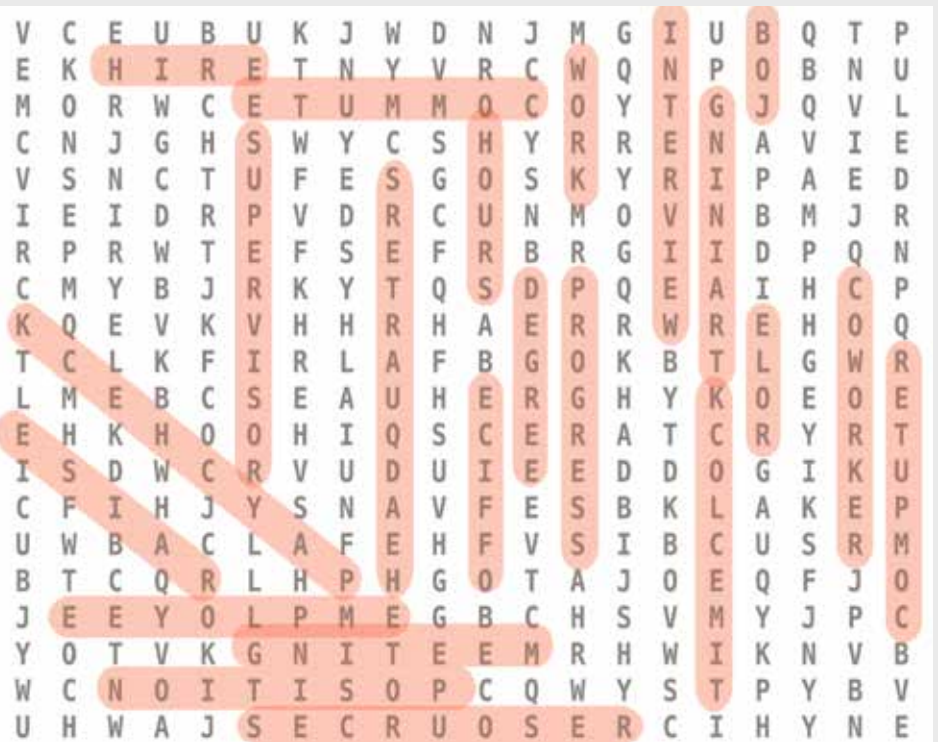 V C E U B U K J W D N J M G I U B Q T P
E K H I R E T N Y V R C W Q N P O B N U
M O R W C E T U M M O C O Y T G J Q V L
C N J G H S W Y C S H Y R R E N A V I E
V S N C T U F E S G O S K Y R I P A E D
I E I D R P V D R C U N M O V N B M J R
R P R W T E F S E F R B R G I I D P Q N
C M Y B J R K Y T Q S D P Q E A I H C P
K Q E V K V H H R H A E R R W R E H O Q
T C L K F I R L A F B G O K B T L G W R
L M E B C S E A U H E R G H Y K O E O E
E H K H O O H I Q S C E R A T C R Y R T
I S D W C R V U D U I E E D D O G I K U
C F I H J Y S N A V F E S B K L A K E P
U W B A C L A F E H F V S I B C U S R M
B T C Q R L H P H G O T A J O E Q F J O
J E E Y O L P M E G B C H S V M Y J P C
Y O T V K G N I T E E M R H W I K N V B
W C N O I T I S O P C Q W Y S T P Y B V
U H W A J S E C R U O S E R C I H Y N E